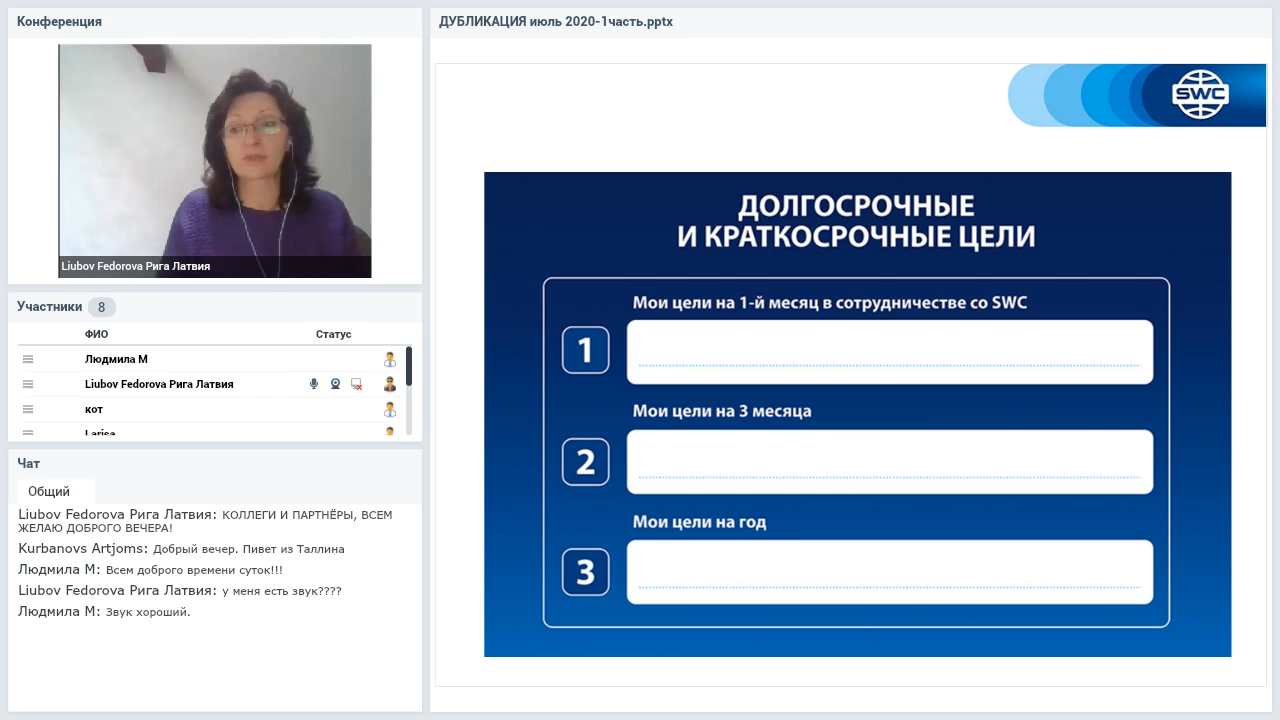 Конференция
Liubov Fedorova Рига Латвия
Участники 8
ФИО Статус
Людмила М
Liubov Fedorova Рига Латвия
кот
Larisa
Чат
Общий
Liubov Fedorova Рига Латвия: КОЛЛЕГИ И ПАРТНЁРЫ, ВСЕМ
ЖЕЛАЮ ДОБРОГО ВЕЧЕРА!
Kurbanovs Artjoms: Добрый вечер. Пивет из Таллина
Людмила М: Всем доброго времени суток!!!
Liubov Fedorova Рига Латвия: у меня есть звук????
Людмила М: Звук хороший.
ДУБЛИКАЦИЯ июль 2020-1часть.pptx
SWC
ДОЛГОСРОЧНЫЕ
И КРАТКОСРОЧНЫЕ ЦЕЛИ
Мои цели на 1-й месяц в сотрудничестве со SWC
1
Мои цели на 3 месяца
2
Мои цели на год
3